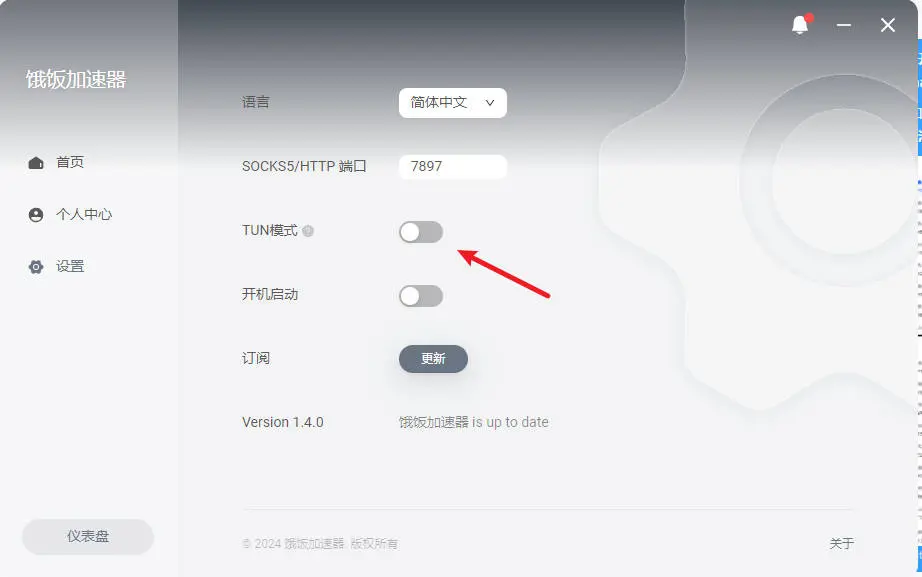 饿饭加速器
首页
个人中心
设置
仪表盘
语言 简体中文
SOCKS5/HTTP 端口 7897
TUN模式 ?
开机启动
订阅 更新
Version 1.4.0 饿饭加速器 is up to date
© 2024 饿饭加速器. 版权所有 关于